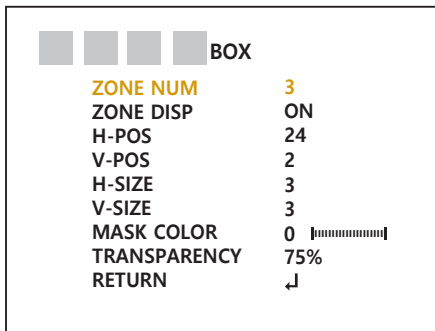 BOX
ZONE NUM 3
ZONE DISP ON
H-POS 24
V-POS 2
H-SIZE 3
V-SIZE 3
MASK COLOR 0
TRANSPARENCY 75%
RETURN ↲